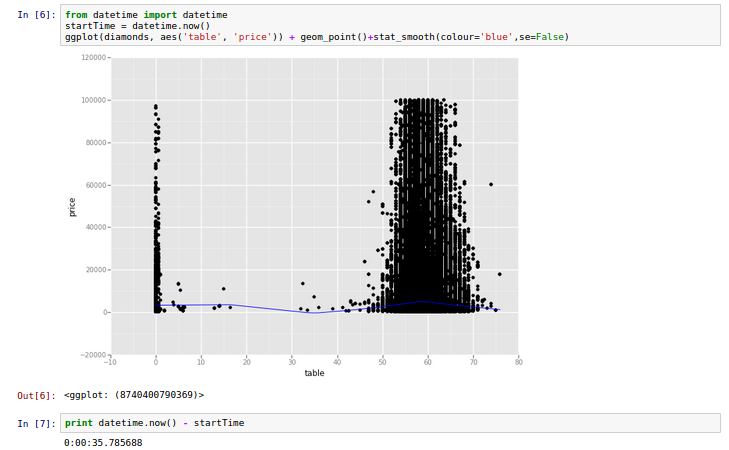 In [6]: from datetime import datetime
startTime = datetime.now()
ggplot(diamonds, aes('table', 'price')) + geom_point()+stat_smooth(colour='blue',se=False)
120000
100000
80000
60000
40000
20000
0
−20000
price
−10 0 10 20 30 40 50 60 70 80
table
Out[6]: <ggplot: (8740400790369)>
In [7]: print datetime.now() - startTime
0:00:35.785688